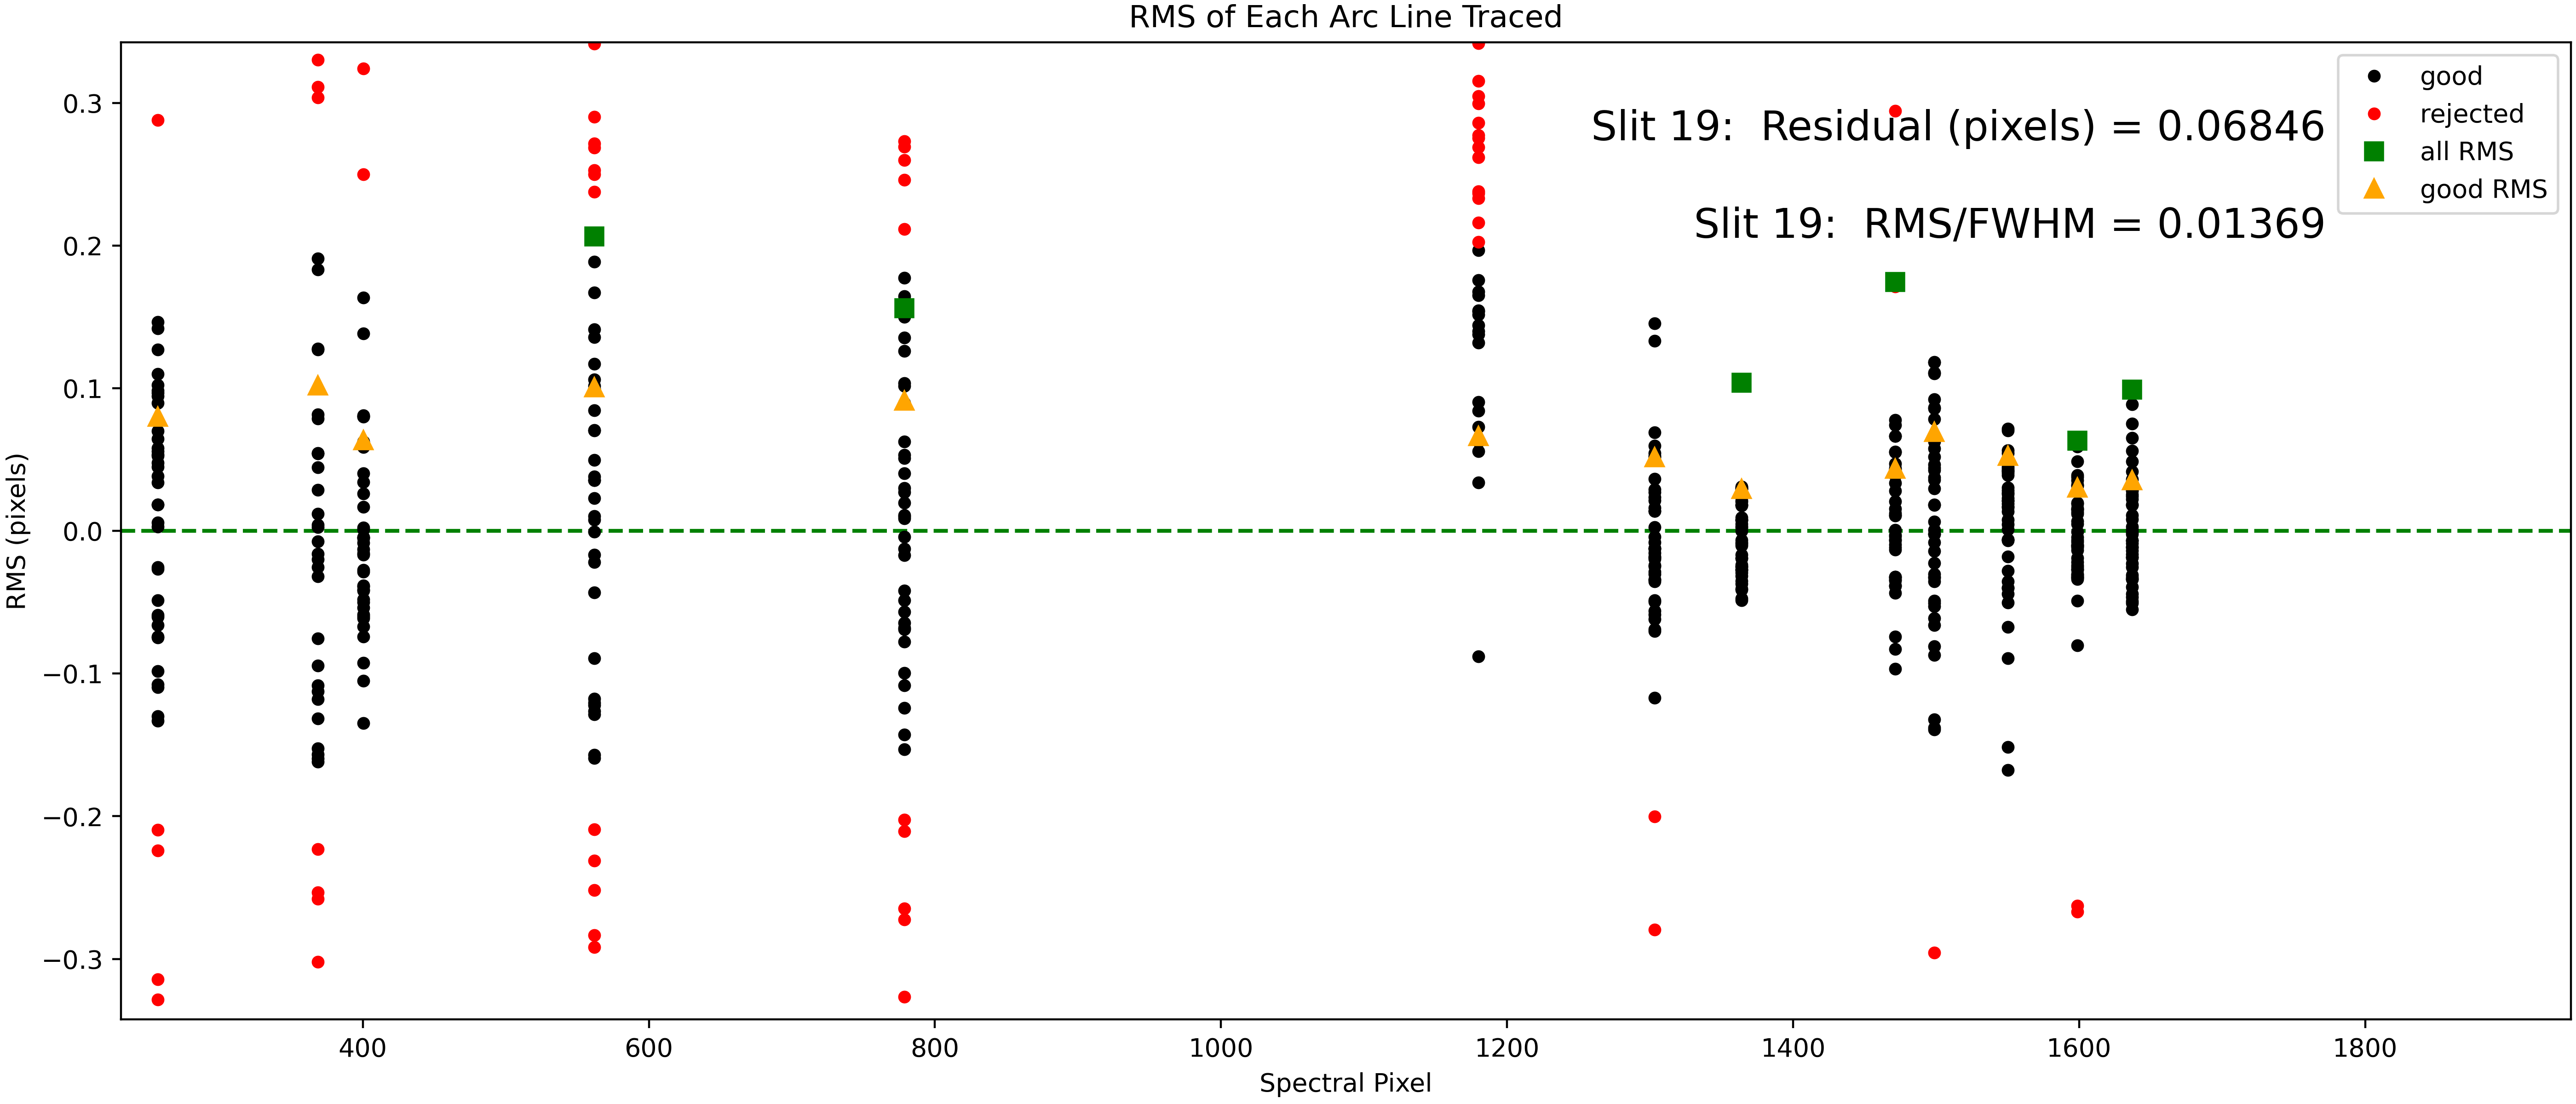 RMS of Each Arc Line Traced
good
rejected
all RMS
good RMS
Slit 19:  Residual (pixels) = 0.06846
Slit 19:  RMS/FWHM = 0.01369
RMS (pixels)
0.3
0.2
0.1
0.0
−0.1
−0.2
−0.3
400 600 800 1000 1200 1400 1600 1800
Spectral Pixel